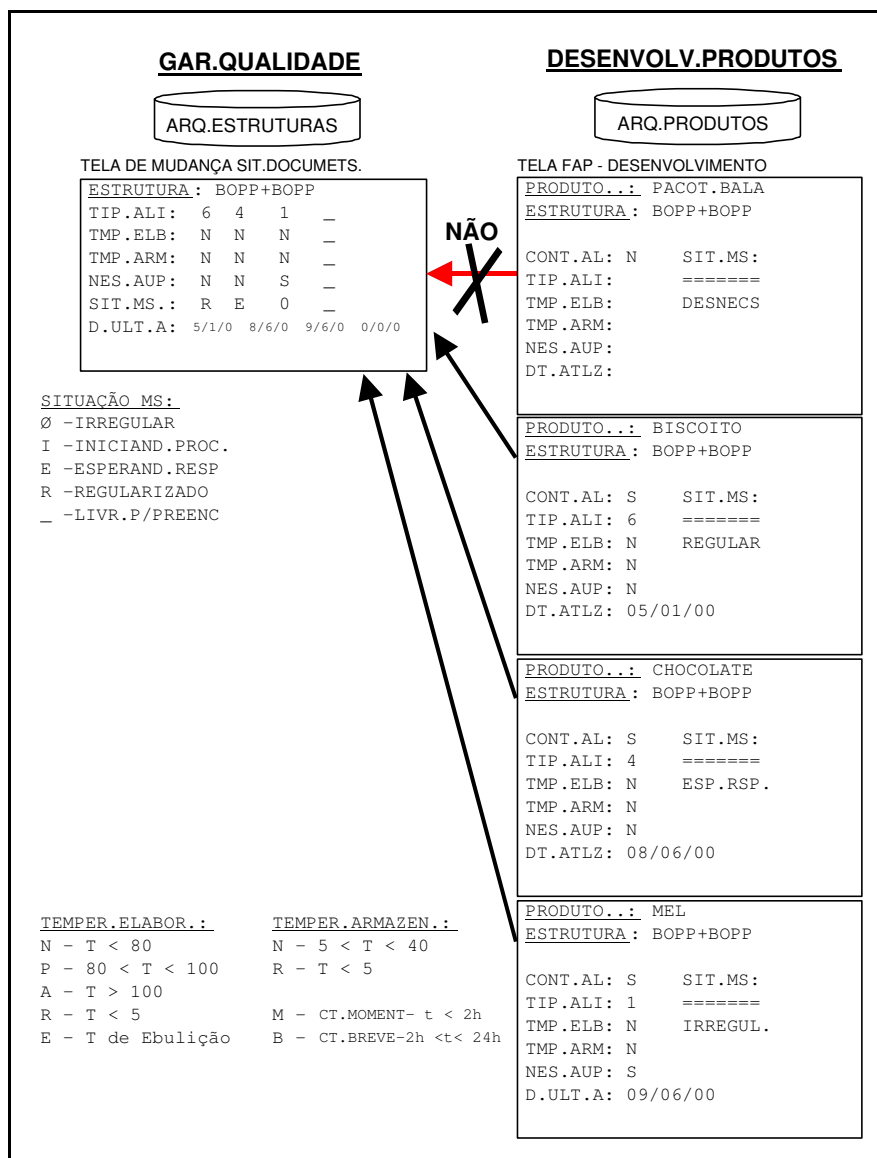 GAR.QUALIDADE
ARQ.ESTRUTURAS
TELA DE MUDANÇA SIT.DOCUMETS.
ESTRUTURA : BOPP+BOPP
TIP.ALI: 6 4 1 _
TMP.ELB: N N N _
TMP.ARM: N N N _
NES.AUP: N N S _
SIT.MS.: R E 0 _
D.ULT.A: 5/1/0 8/6/0 9/6/0 0/0/0
SITUAÇÃO MS:
Ø -IRREGULAR
I -INICIAND.PROC.
E -ESPERAND.RESP
R -REGULARIZADO
_ -LIVR.P/PREENC
NÃO
DESENVOLV.PRODUTOS
ARQ.PRODUTOS
TELA FAP - DESENVOLVIMENTO
PRODUTO..: PACOT.BALA
ESTRUTURA : BOPP+BOPP
CONT.AL: N SIT.MS:
TIP.ALI: =======
TMP.ELB: DESNECS
TMP.ARM:
NES.AUP:
DT.ATLZ:
PRODUTO..: BISCOITO
ESTRUTURA : BOPP+BOPP
CONT.AL: S SIT.MS:
TIP.ALI: 6 =======
TMP.ELB: N REGULAR
TMP.ARM: N
NES.AUP: N
DT.ATLZ: 05/01/00
PRODUTO..: CHOCOLATE
ESTRUTURA : BOPP+BOPP
CONT.AL: S SIT.MS:
TIP.ALI: 4 =======
TMP.ELB: N ESP.RSP.
TMP.ARM: N
NES.AUP: N
DT.ATLZ: 08/06/00
PRODUTO..: MEL
ESTRUTURA : BOPP+BOPP
CONT.AL: S SIT.MS:
TIP.ALI: 1 =======
TMP.ELB: N IRREGUL.
TMP.ARM: N
NES.AUP: S
D.ULT.A: 09/06/00
TEMPER.ELABOR.:
N - T < 80
P - 80 < T < 100
A - T > 100
R - T < 5
E - T de Ebulição
TEMPER.ARMAZEN.:
N - 5 < T < 40
R - T < 5
M - CT.MOMENT- t < 2h
B - CT.BREVE-2h <t< 24h